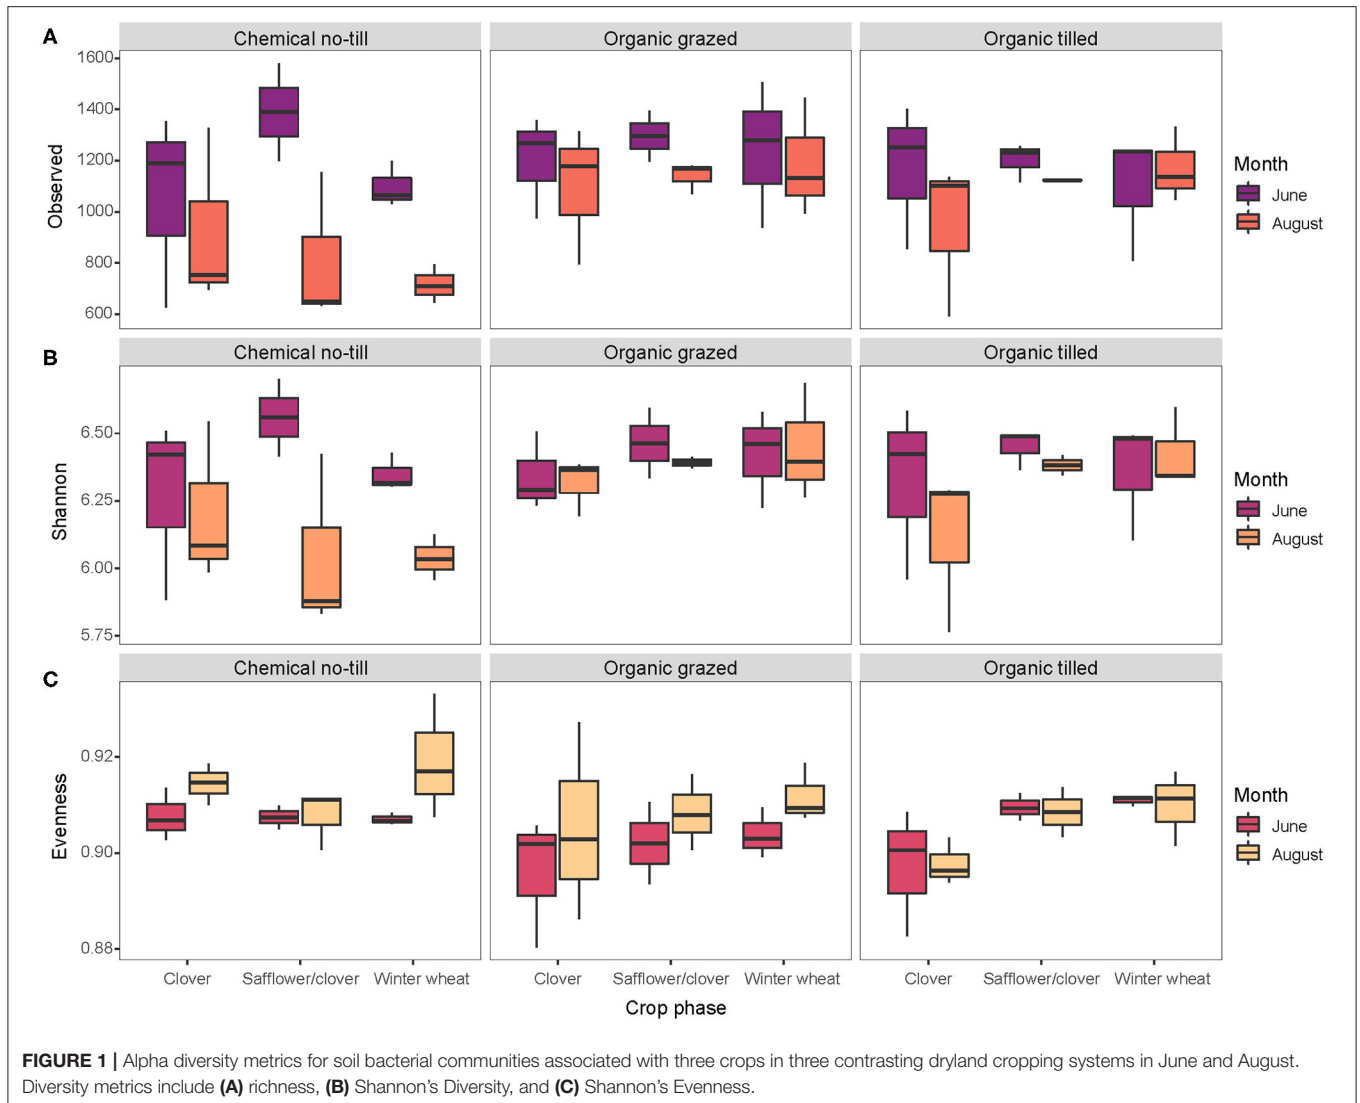 A
Chemical no-till
Organic grazed
Organic tilled
1600
1400
1200
1000
800
600
Observed
Month
June
August
B
Chemical no-till
Organic grazed
Organic tilled
6.50
6.25
6.00
5.75
Shannon
Month
June
August
C
Chemical no-till
Organic grazed
Organic tilled
0.92
0.90
0.88
Evenness
Month
June
August
Clover Safflower/clover Winter wheat Clover Safflower/clover Winter wheat Clover Safflower/clover Winter wheat
Crop phase
FIGURE 1 | Alpha diversity metrics for soil bacterial communities associated with three crops in three contrasting dryland cropping systems in June and August.
Diversity metrics include (A) richness, (B) Shannon's Diversity, and (C) Shannon's Evenness.